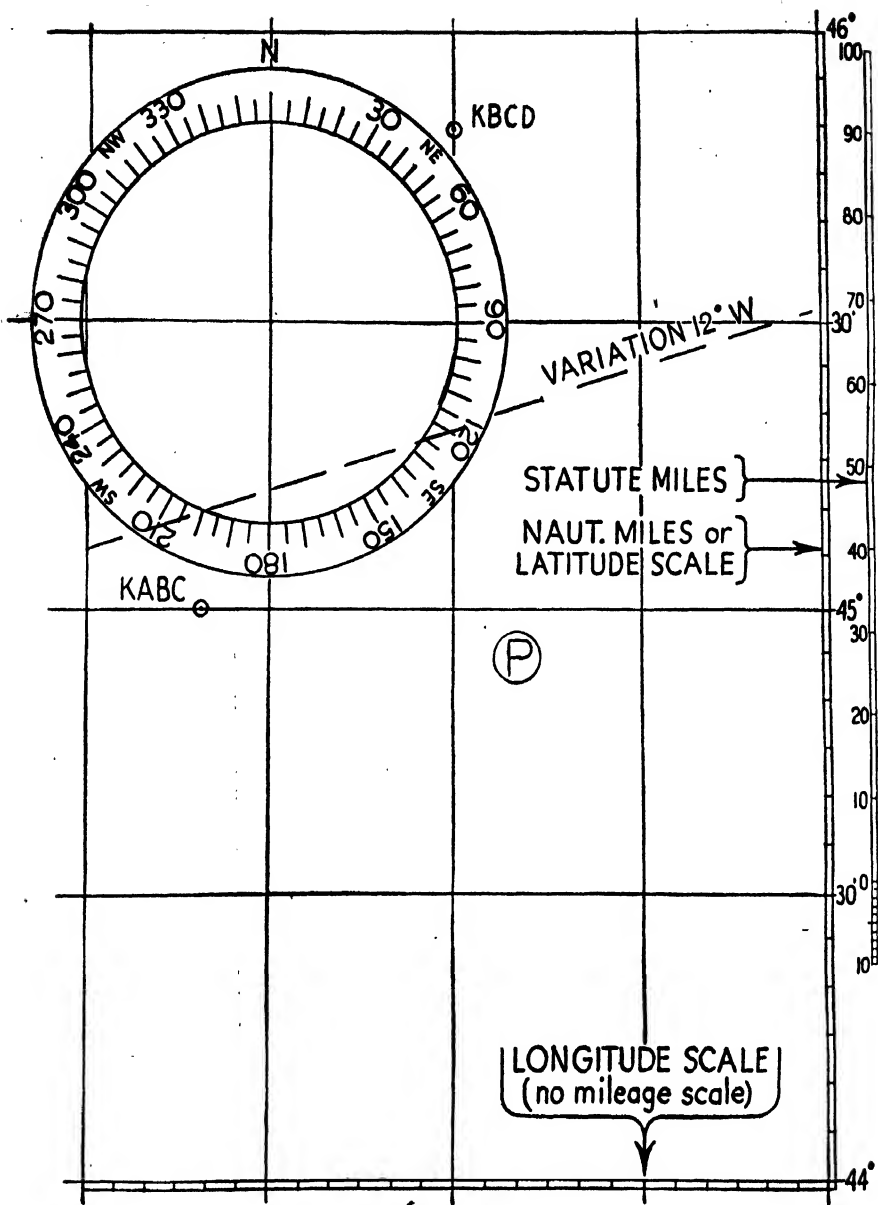 46°
100
N
330
30
KBCD
90
NW
NE
300
60
80
270
90
70
30'
VARIATION 12° W
60
240
120
STATUTE MILES
50
SW
SE
210
150
NAUT. MILES or
LATITUDE SCALE
40
180
KABC
45°
30
P
20
10
30'
0
10
LONGITUDE SCALE
(no mileage scale)
44°